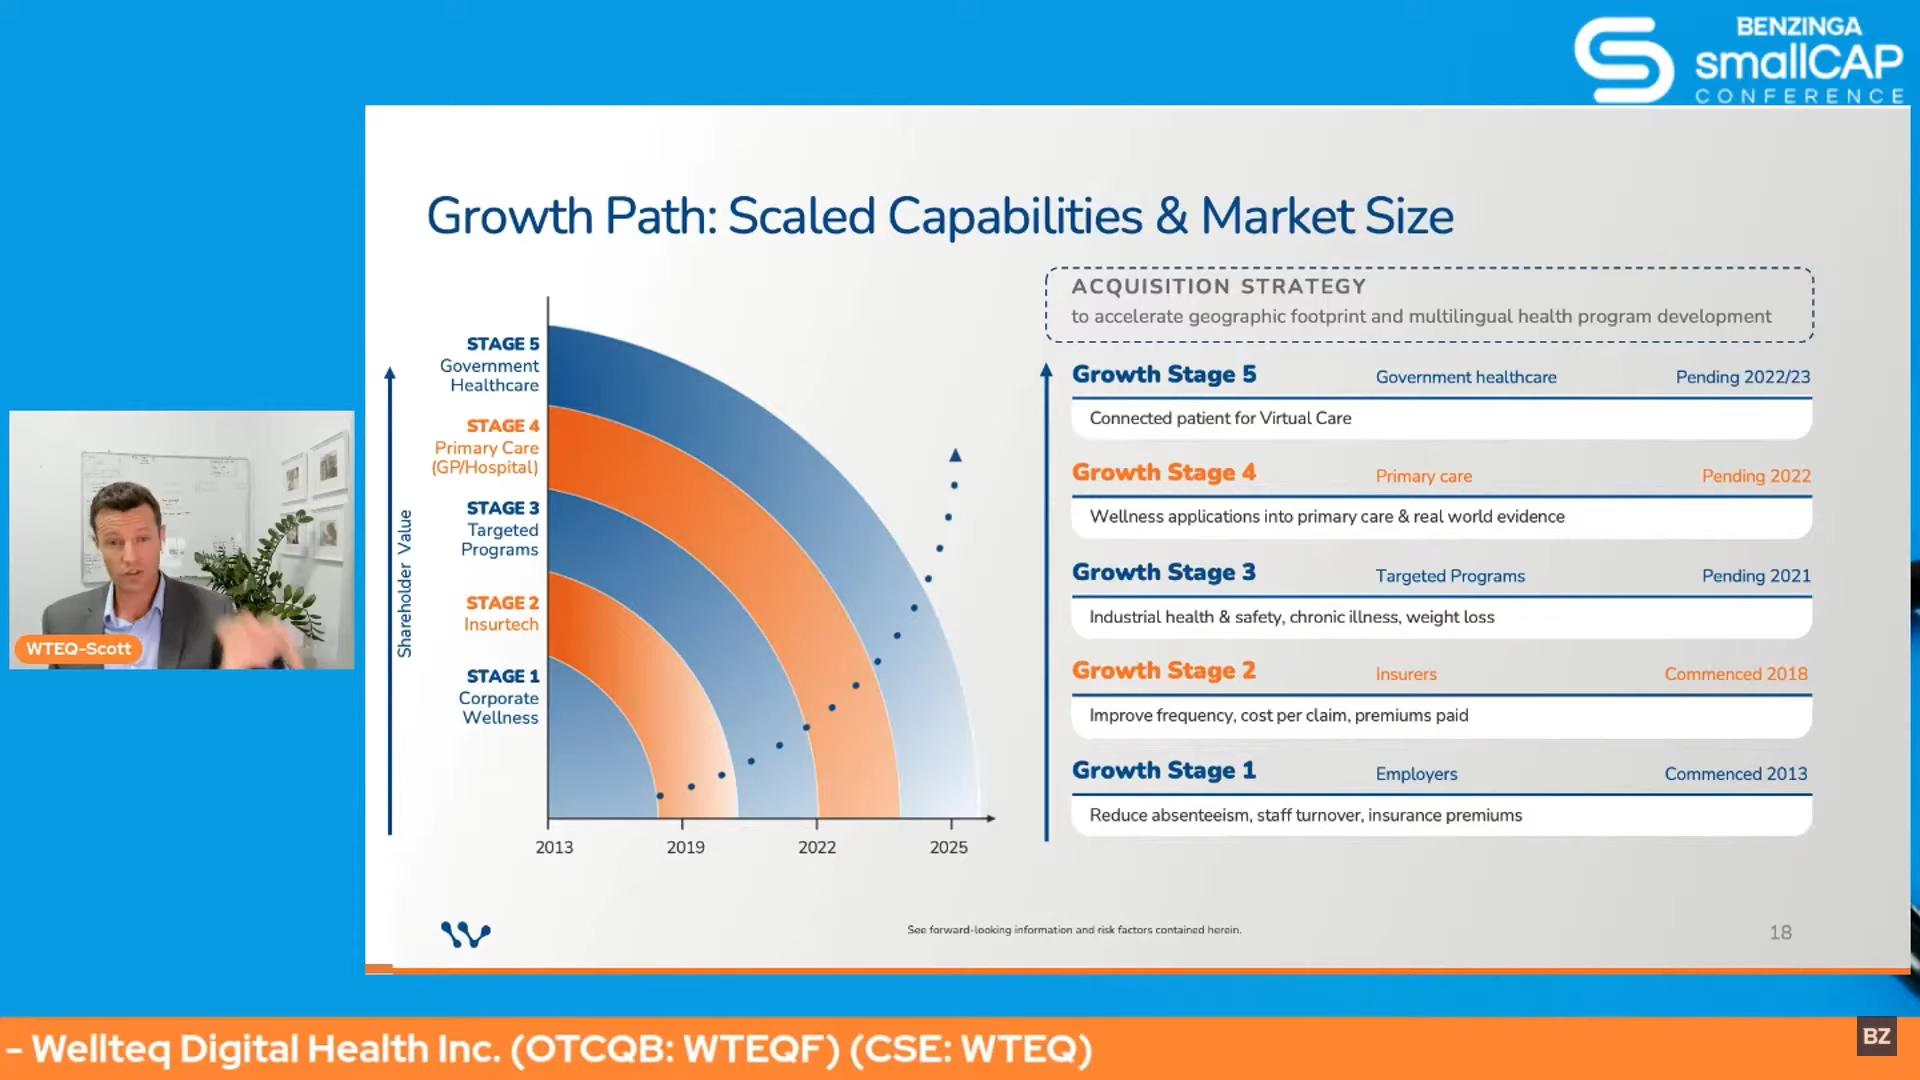 BENZINGA
smallCAP
CONFERENCE
Growth Path: Scaled Capabilities & Market Size
STAGE 5
Government
Healthcare
STAGE 4
Primary Care
(GP/Hospital)
STAGE 3
Targeted
Programs
STAGE 2
Insurtech
STAGE 1
Corporate
Wellness
Shareholder Value
2013 2019 2022 2025
ACQUISITION STRATEGY
to accelerate geographic footprint and multilingual health program development
Growth Stage 5 Government healthcare Pending 2022/23
Connected patient for Virtual Care
Growth Stage 4 Primary care Pending 2022
Wellness applications into primary care & real world evidence
Growth Stage 3 Targeted Programs Pending 2021
Industrial health & safety, chronic illness, weight loss
Growth Stage 2 Insurers Commenced 2018
Improve frequency, cost per claim, premiums paid
Growth Stage 1 Employers Commenced 2013
Reduce absenteeism, staff turnover, insurance premiums
WTEQ-Scott
See forward-looking information and risk factors contained herein.
18
- Wellteq Digital Health Inc. (OTCQB: WTEQF) (CSE: WTEQ)
BZ